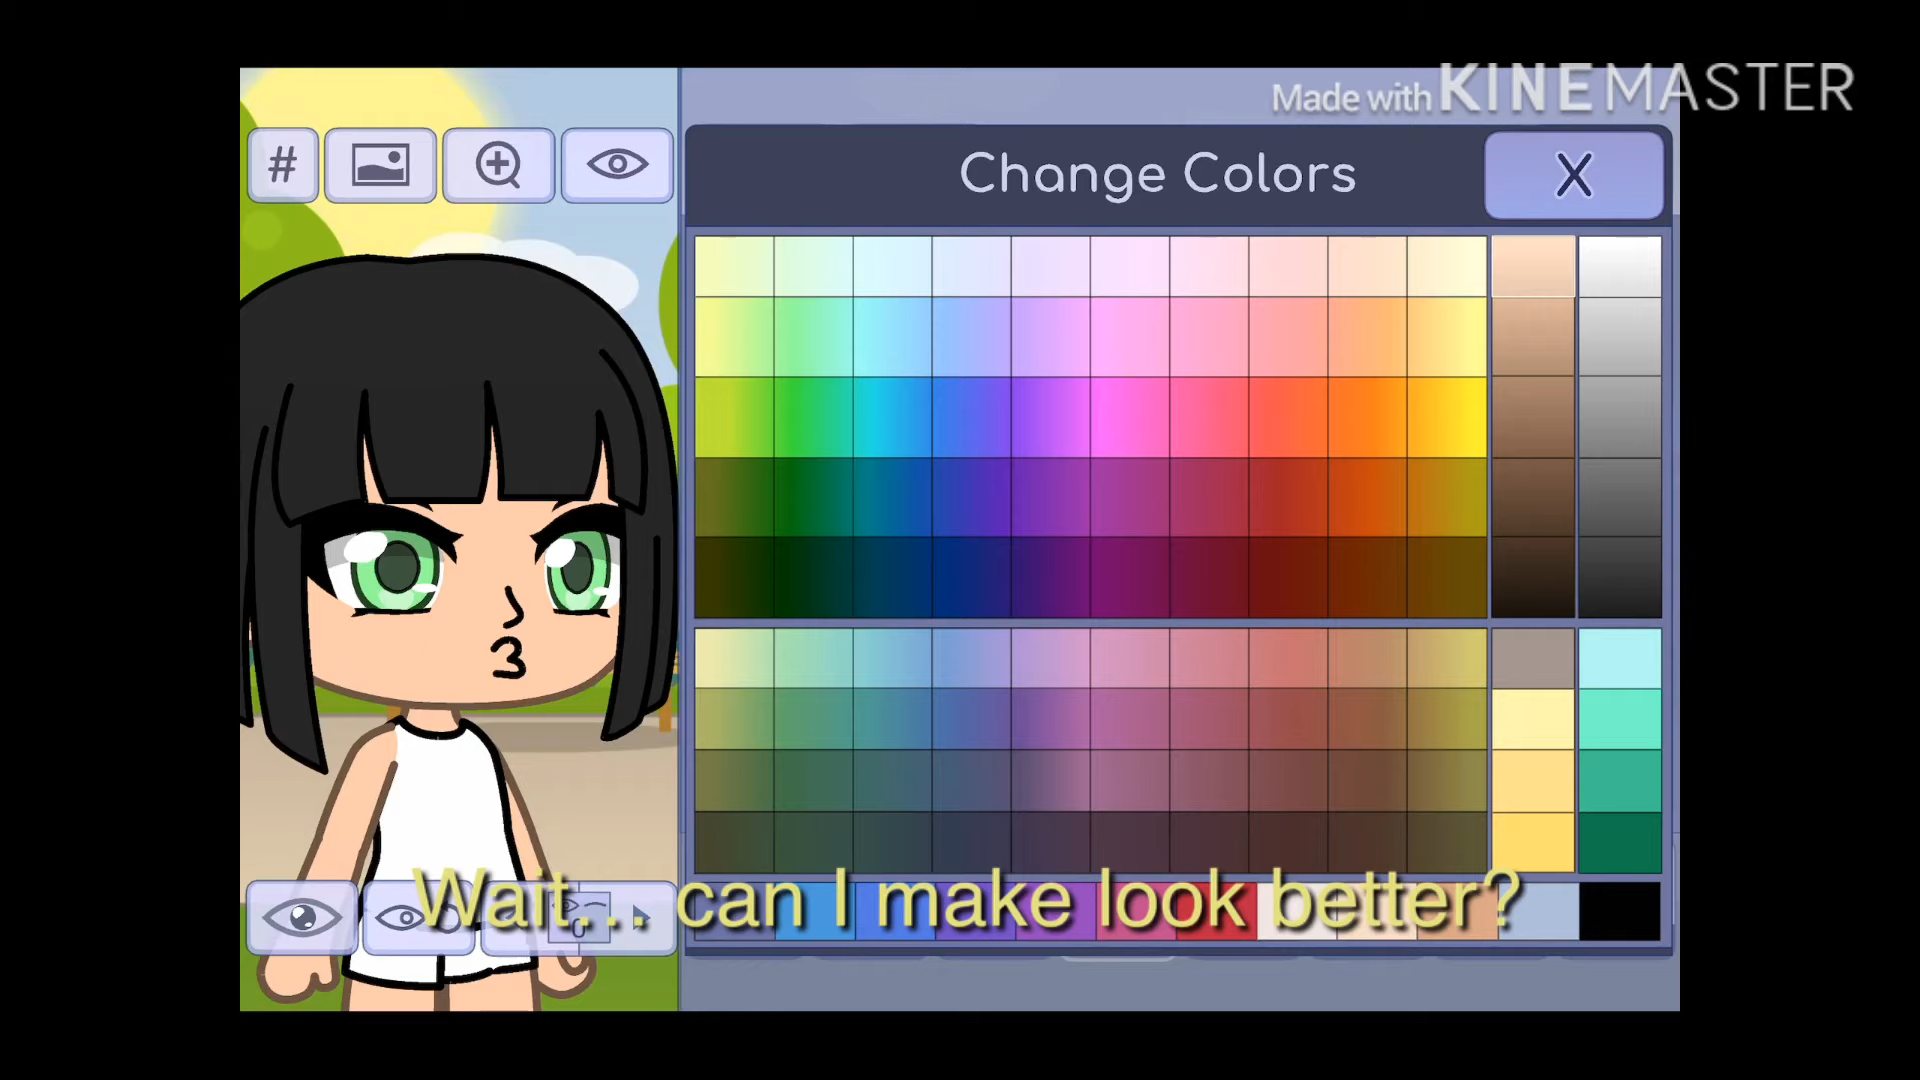 Made with KINEMASTER
#
Change Colors
X
Wait... can I make look better?